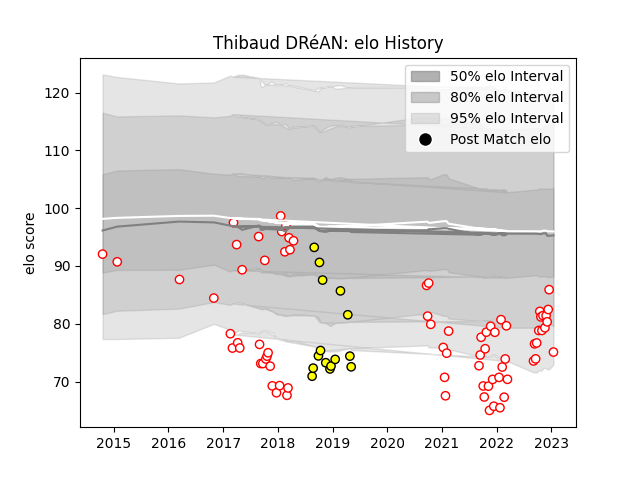 Thibaud DRéAN: elo History
50% elo Interval
80% elo Interval
95% elo Interval
Post Match elo
elo score
120
110
100
90
80
70
2015 2016 2017 2018 2019 2020 2021 2022 2023